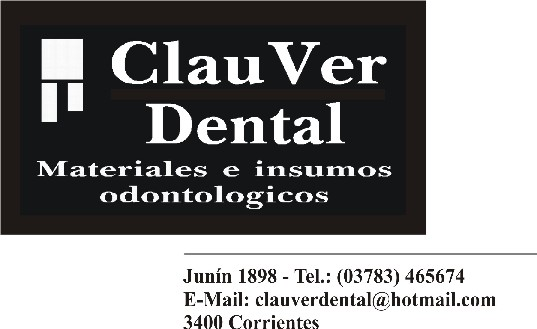 ClauVer
Dental
Materiales e insumos
odontologicos
Junín 1898 - Tel.: (03783) 465674
E-Mail: clauverdental@hotmail.com
3400 Corrientes